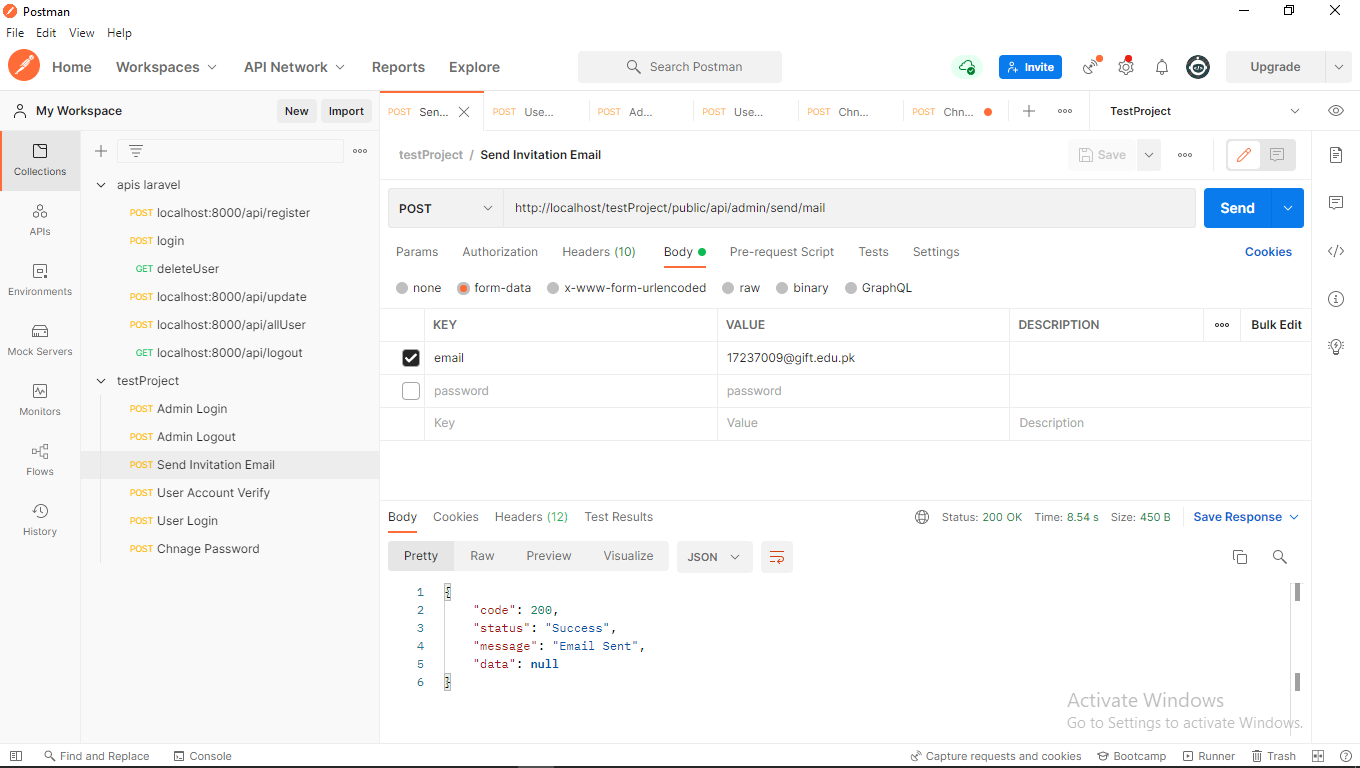 Postman
File Edit View Help
Home Workspaces API Network Reports Explore Search Postman Invite Upgrade
My Workspace New Import POST Sen... POST Use... POST Ad... POST Use... POST Chn... POST Chn... TestProject
Collections
APIs
Environments
Mock Servers
Monitors
Flows
History
apis laravel
POST localhost:8000/api/register
POST login
GET deleteUser
POST localhost:8000/api/update
POST localhost:8000/api/allUser
GET localhost:8000/api/logout
testProject
POST Admin Login
POST Admin Logout
POST Send Invitation Email
POST User Account Verify
POST User Login
POST Chnage Password
testProject / Send Invitation Email Save
POST http://localhost/testProject/public/api/admin/send/mail Send
Params Authorization Headers (10) Body Pre-request Script Tests Settings Cookies
none form-data x-www-form-urlencoded raw binary GraphQL
KEY VALUE DESCRIPTION Bulk Edit
email 17237009@gift.edu.pk
password password
Key Value Description
Body Cookies Headers (12) Test Results Status: 200 OK Time: 8.54 s Size: 450 B Save Response
Pretty Raw Preview Visualize JSON
1 {
2 "code": 200,
3 "status": "Success",
4 "message": "Email Sent",
5 "data": null
6 }
Activate Windows
Go to Settings to activate Windows.
Find and Replace Console Capture requests and cookies Bootcamp Runner Trash